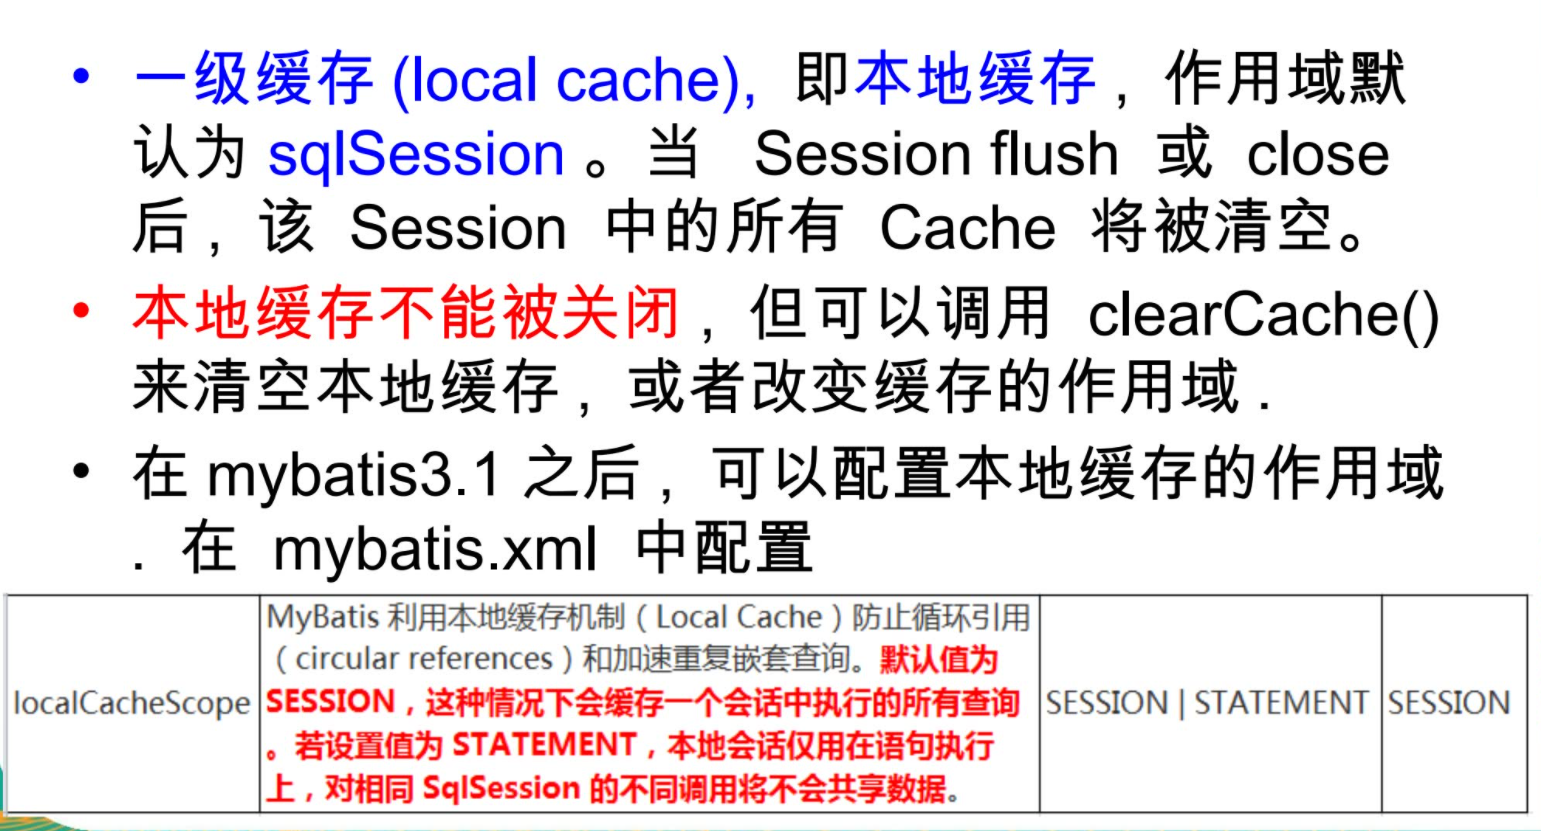 • 一级缓存 (local cache), 即本地缓存，作用域默
认为 sqlSession 。当 Session flush 或 close
后，该 Session 中的所有 Cache 将被清空。
• 本地缓存不能被关闭，但可以调用 clearCache()
来清空本地缓存，或者改变缓存的作用域 .
• 在 mybatis3.1 之后，可以配置本地缓存的作用域
. 在 mybatis.xml 中配置
MyBatis 利用本地缓存机制（Local Cache）防止循环引用
（circular references）和加速重复嵌套查询。默认值为
localCacheScope SESSION，这种情况下会缓存一个会话中执行的所有查询 SESSION | STATEMENT SESSION
。若设置值为 STATEMENT，本地会话仅用在语句执行
上，对相同 SqlSession 的不同调用将不会共享数据。